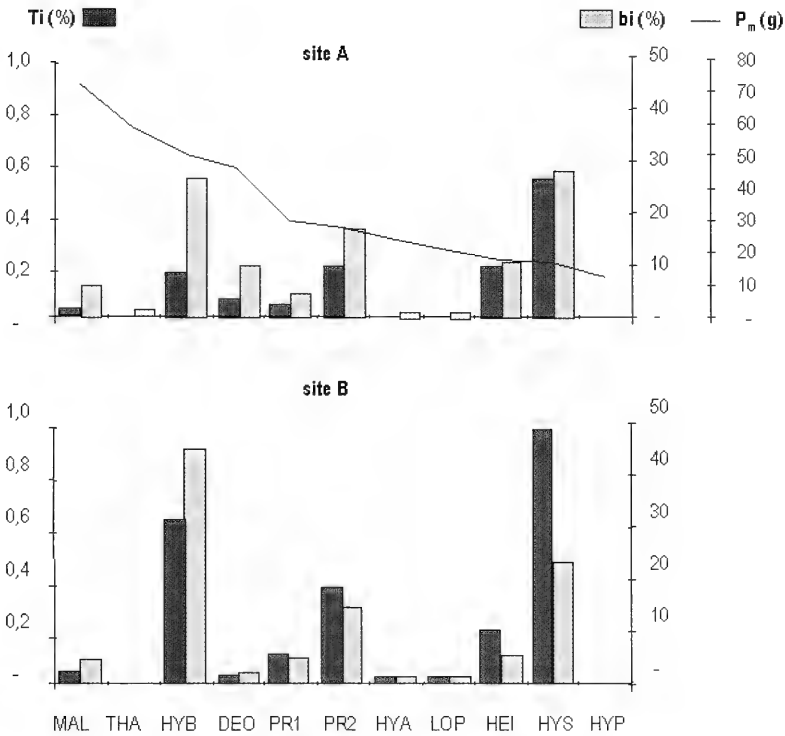 Ti (%) bi (%) P_m (g)
site A
1,0 50 80
0,8 40 70
60
0,6 30 50
40
0,4 20 30
20
0,2 10 10
- - -
site B
1,0 50
0,8 40
0,6 30
0,4 20
0,2 10
- -
MAL THA HYB DEO PR1 PR2 HYA LOP HEI HYS HYP